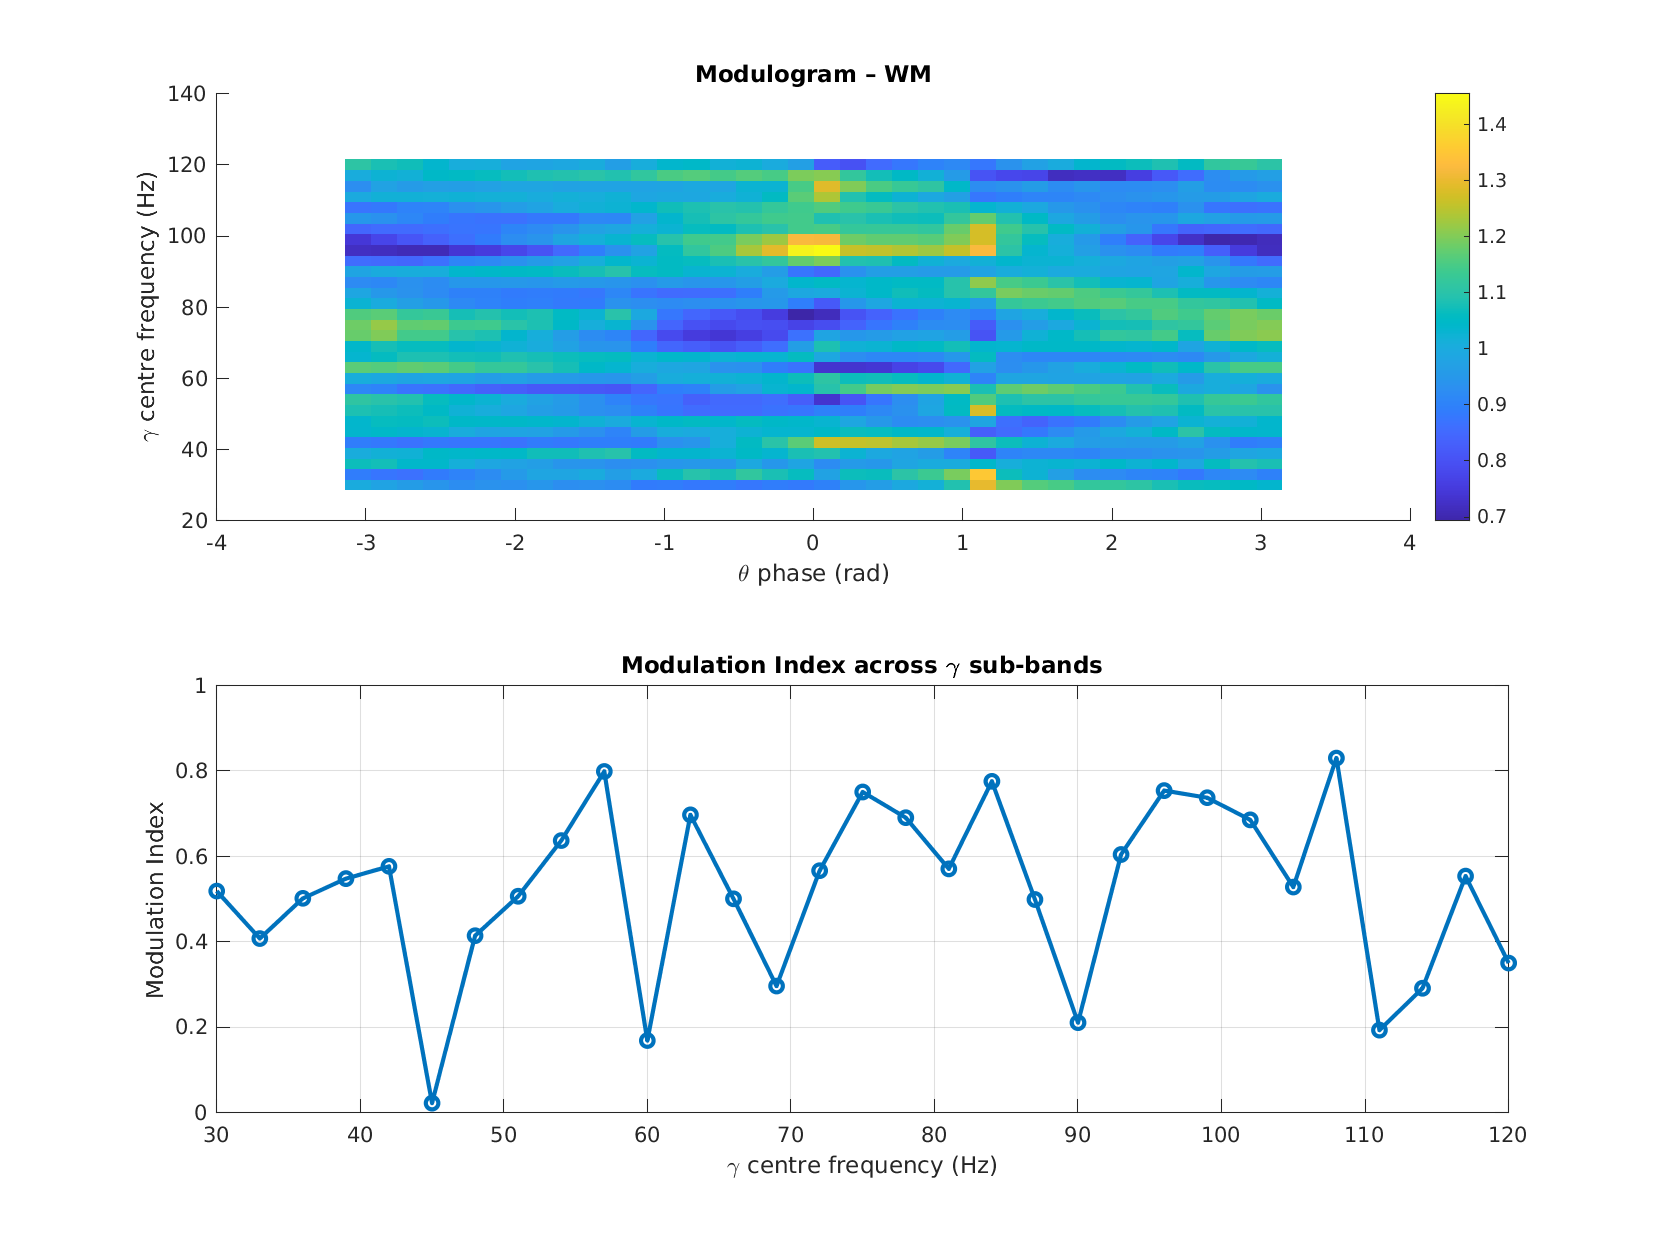 Modulogram – WM
γ centre frequency (Hz)
140
120
100
80
60
40
20
-4 -3 -2 -1 0 1 2 3 4
θ phase (rad)
1.4
1.3
1.2
1.1
1
0.9
0.8
0.7
Modulation Index across γ sub-bands
Modulation Index
1
0.8
0.6
0.4
0.2
0
30 40 50 60 70 80 90 100 110 120
γ centre frequency (Hz)